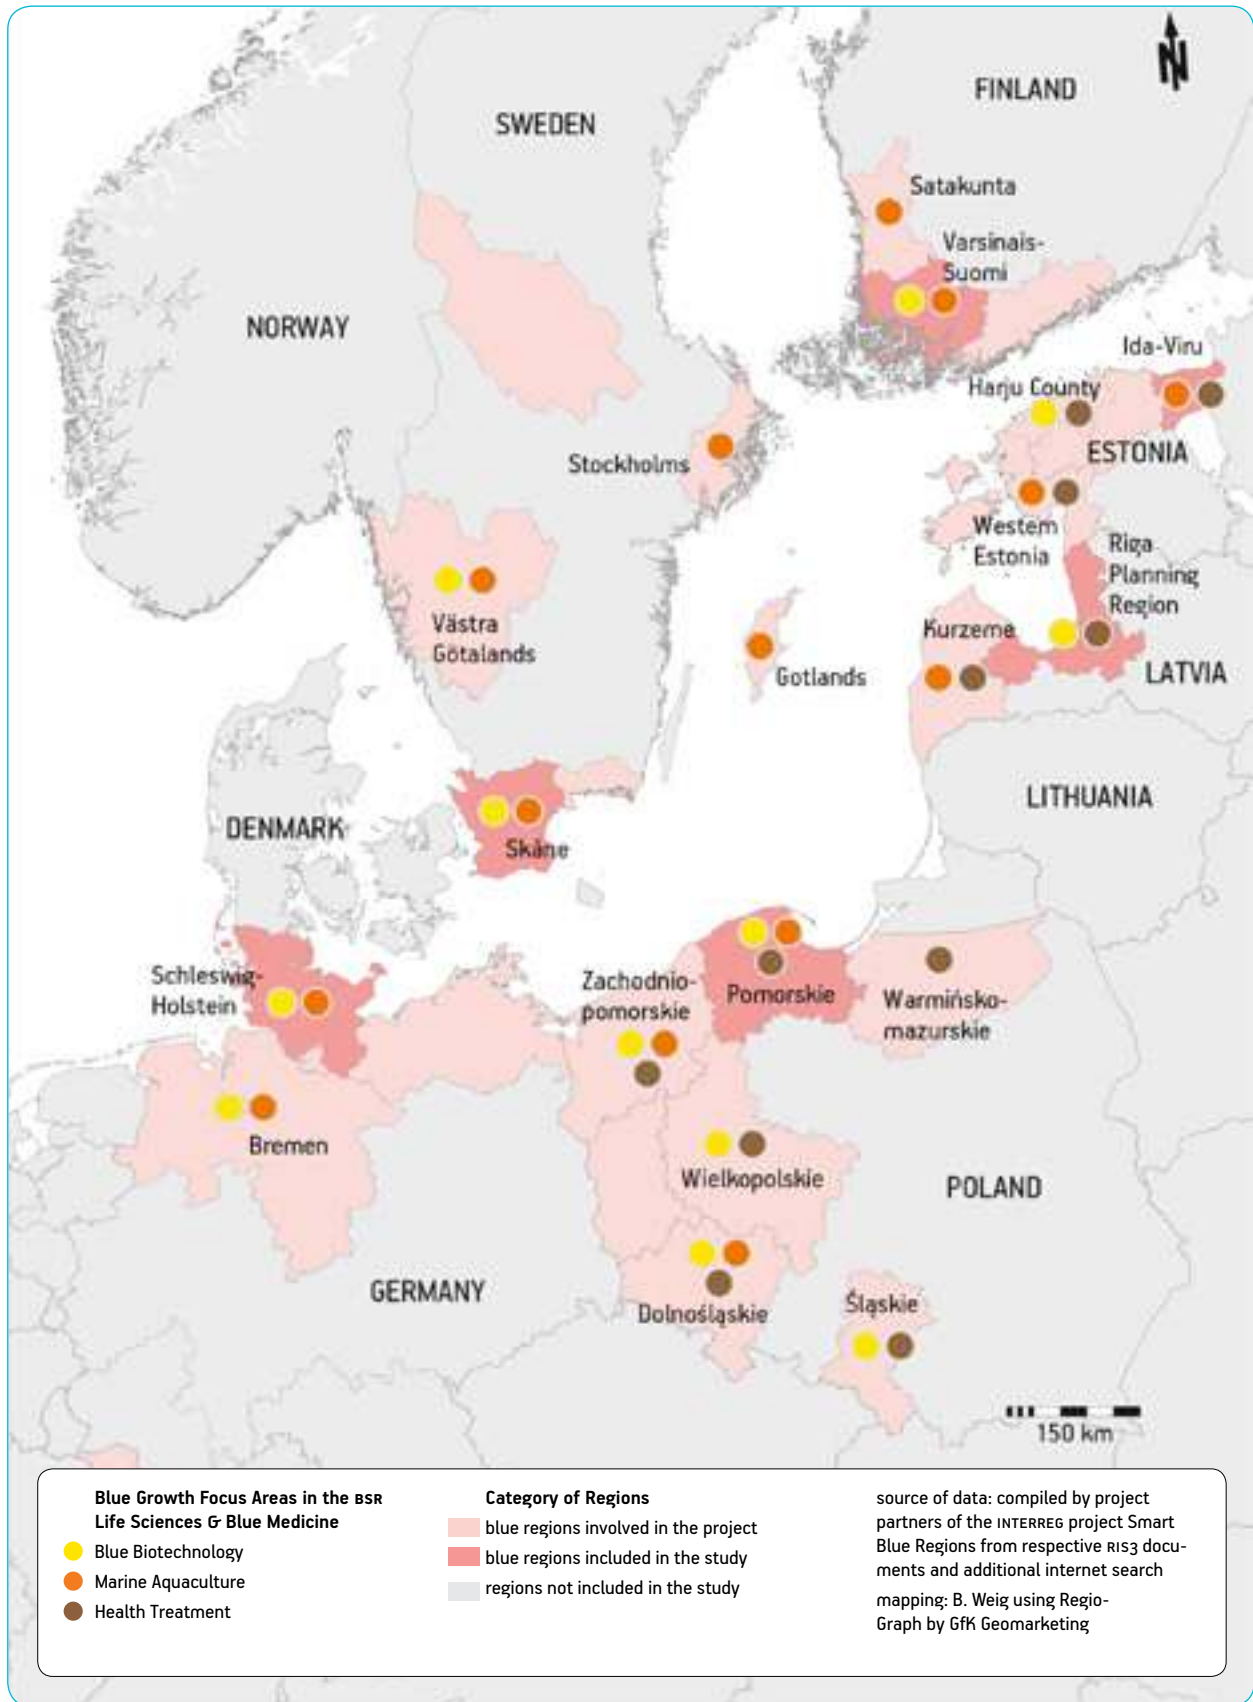 N
FINLAND
SWEDEN
Satakunta
Varsinais-
Suomi
NORWAY
Ida-Viru
Harju County
ESTONIA
Stockholms
Western
Estonia
Riga
Planning
Region
Västra
Götalands
Kurzeme
Gotlands
LATVIA
LITHUANIA
DENMARK
Skåne
Schleswig-
Holstein
Zachodnio-
pomorskie
Pomorskie
Warmińsko-
mazurskie
Bremen
Wielkopolskie
POLAND
GERMANY
Dolnośląskie
Śląskie
150 km
Blue Growth Focus Areas in the BSR
Life Sciences & Blue Medicine
Blue Biotechnology
Marine Aquaculture
Health Treatment
Category of Regions
blue regions involved in the project
blue regions included in the study
regions not included in the study
source of data: compiled by project
partners of the INTERREG project Smart
Blue Regions from respective RIS3 docu-
ments and additional internet search
mapping: B. Weig using Regio-
Graph by GfK Geomarketing